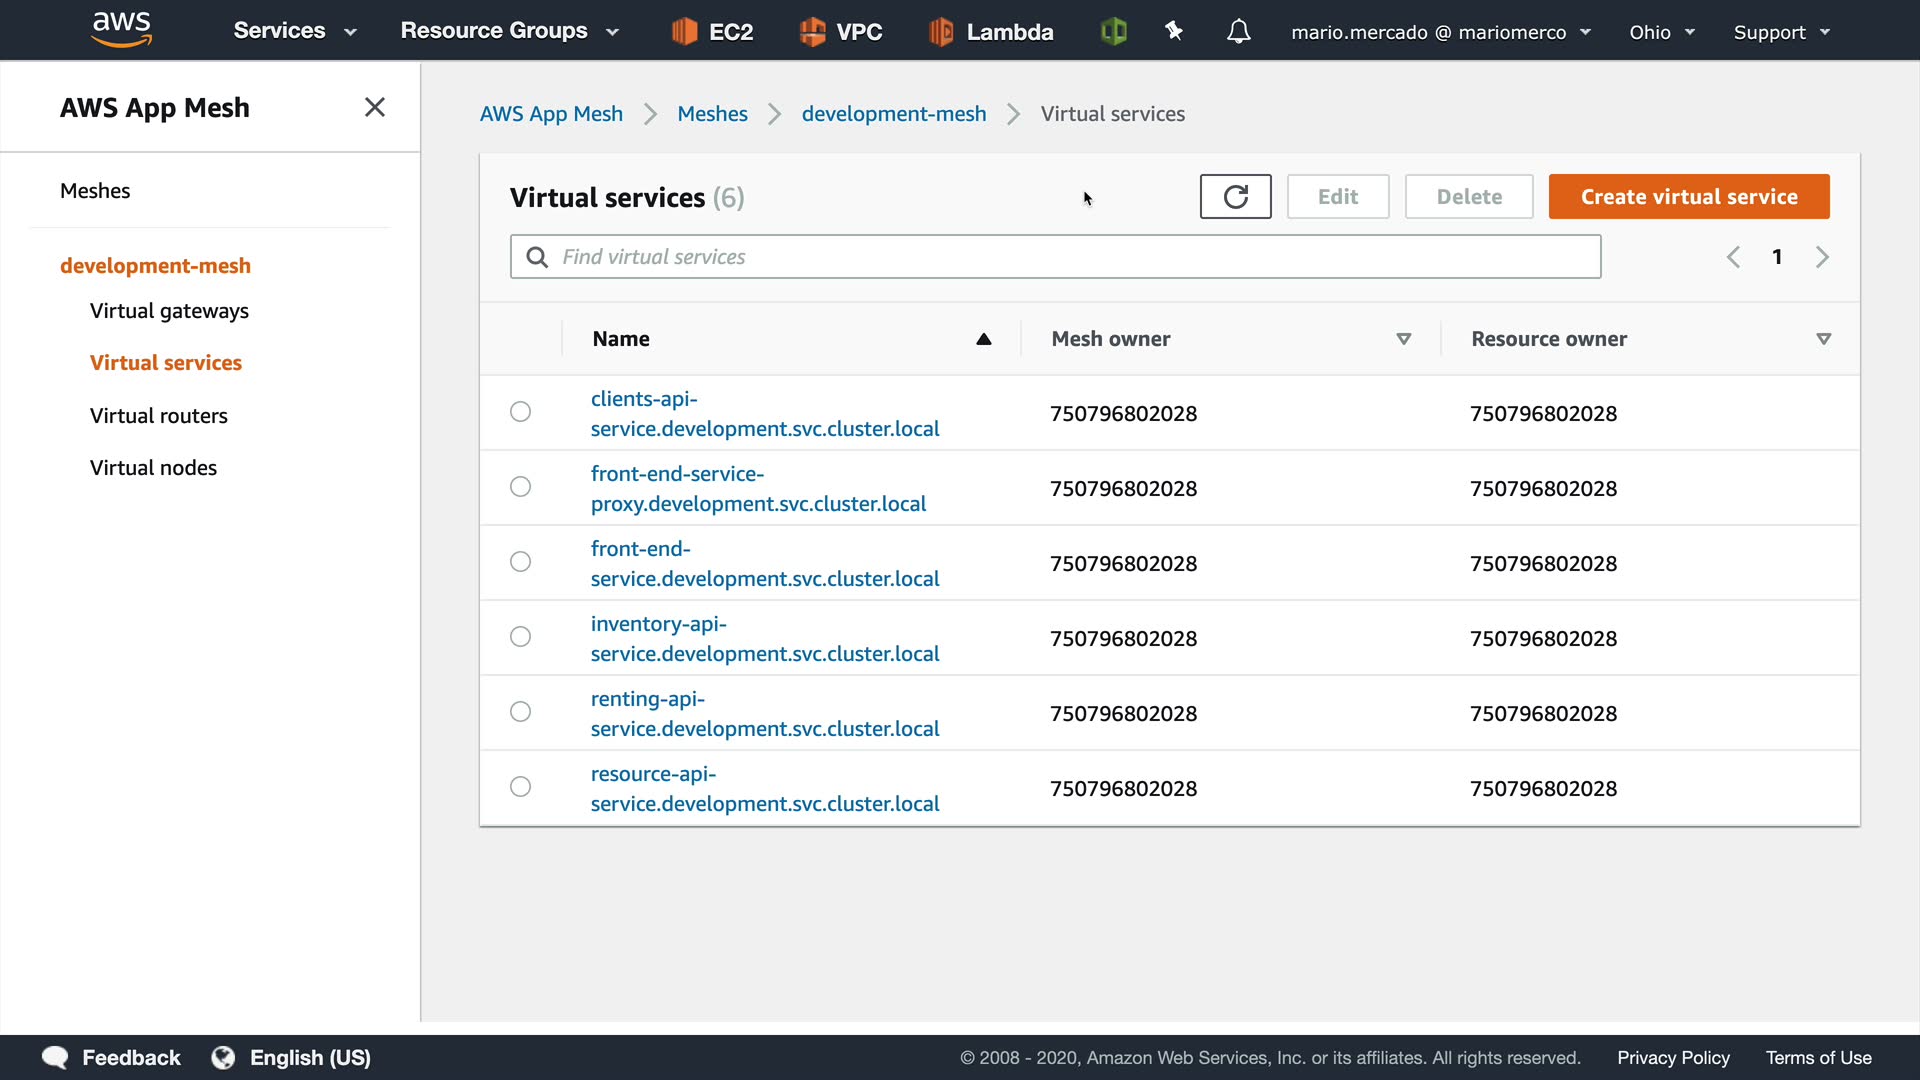 aws Services Resource Groups EC2 VPC Lambda mario.mercado @ mariomerco Ohio Support
AWS App Mesh
Meshes
development-mesh
Virtual gateways
Virtual services
Virtual routers
Virtual nodes
AWS App Mesh Meshes development-mesh Virtual services
Virtual services (6) Edit Delete Create virtual service
Find virtual services 1
Name Mesh owner Resource owner
clients-api-
service.development.svc.cluster.local 750796802028 750796802028
front-end-service-
proxy.development.svc.cluster.local 750796802028 750796802028
front-end-
service.development.svc.cluster.local 750796802028 750796802028
inventory-api-
service.development.svc.cluster.local 750796802028 750796802028
renting-api-
service.development.svc.cluster.local 750796802028 750796802028
resource-api-
service.development.svc.cluster.local 750796802028 750796802028
Feedback English (US) © 2008 - 2020, Amazon Web Services, Inc. or its affiliates. All rights reserved. Privacy Policy Terms of Use